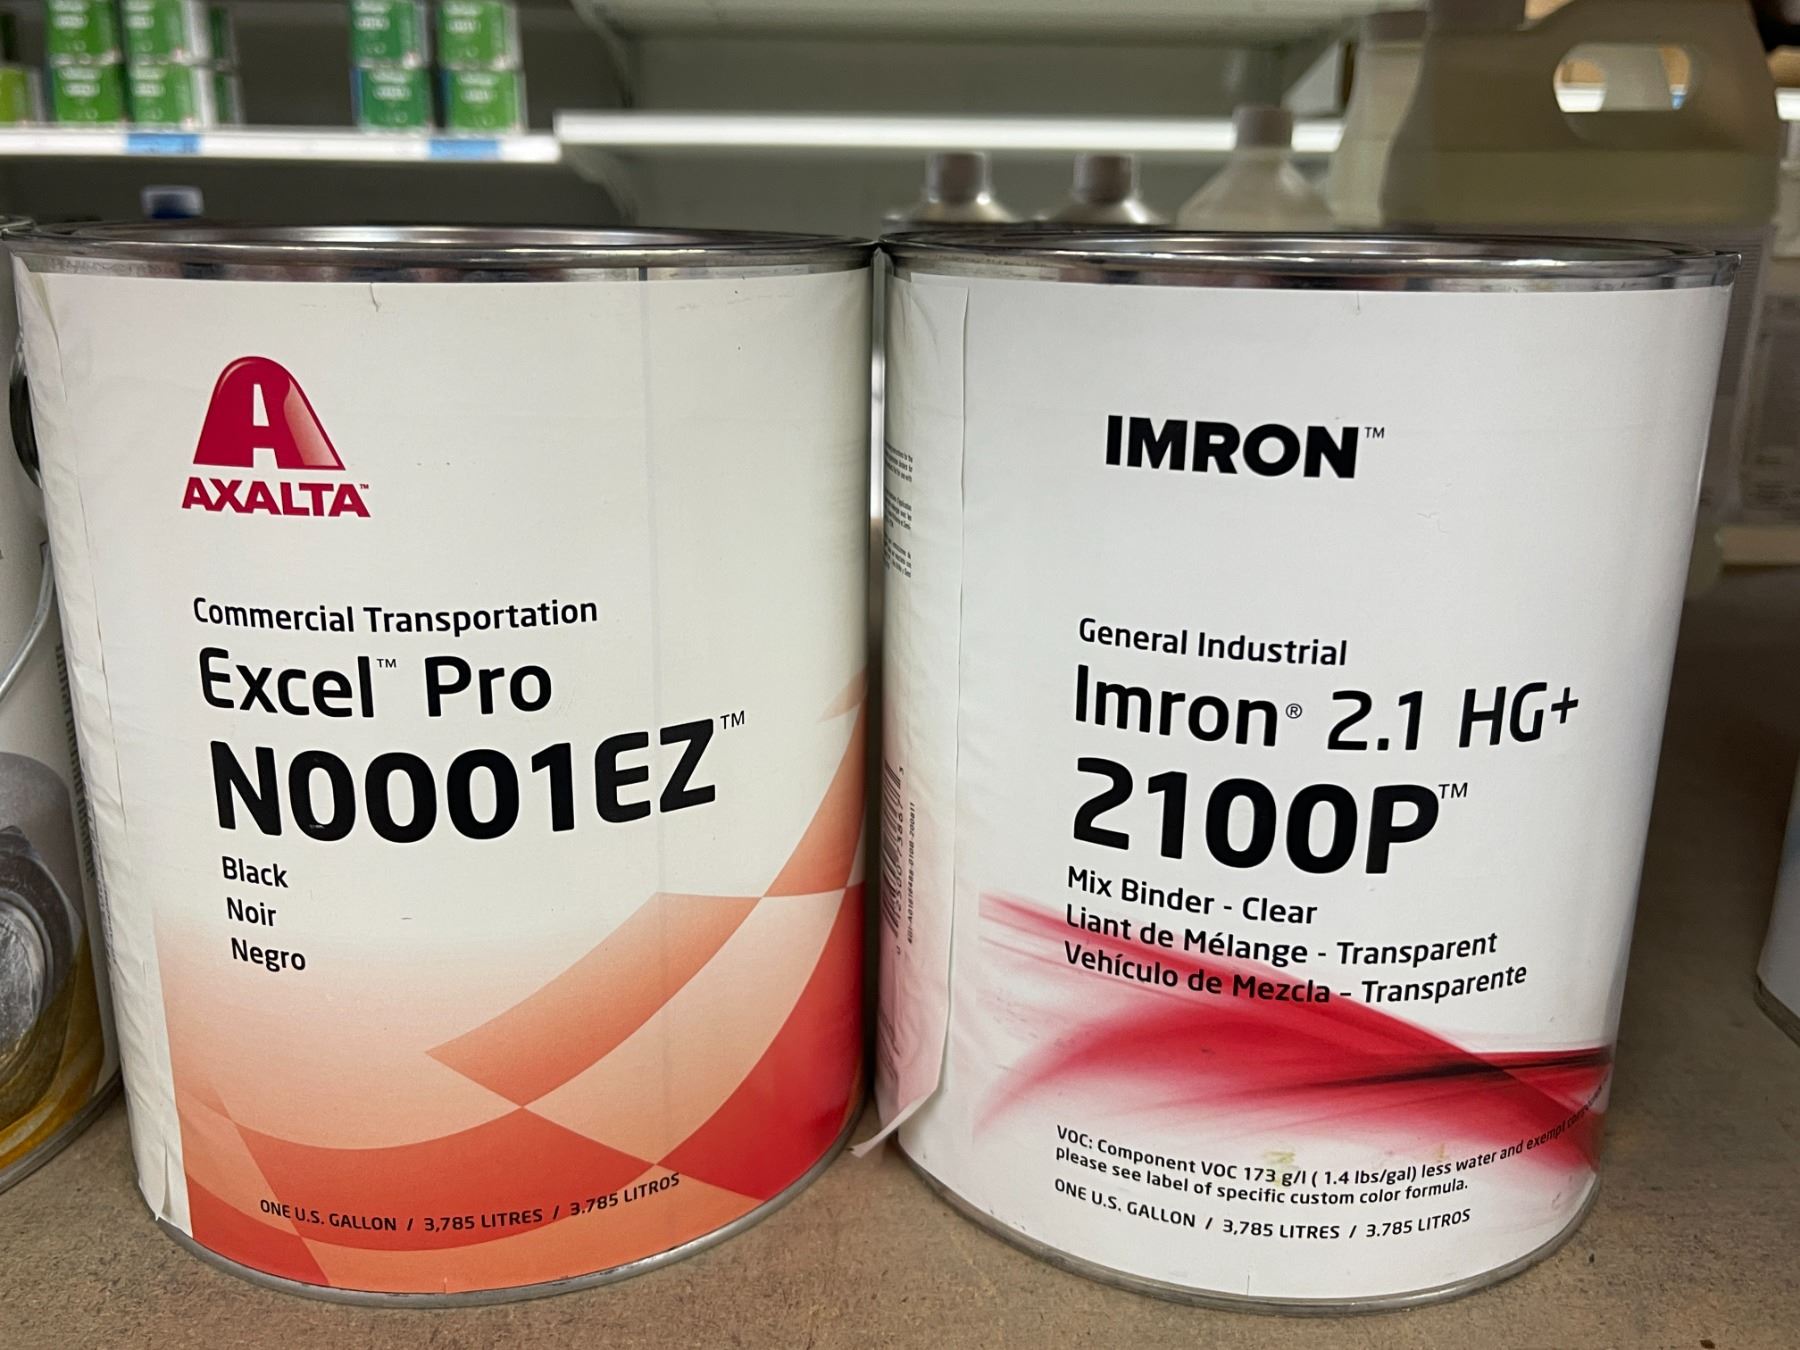 A
AXALTA™
Commercial Transportation
Excel™ Pro
N0001EZ™
Black
Noir
Negro
ONE U.S. GALLON / 3,785 LITRES / 3.785 LITROS
IMRON™
General Industrial
Imron® 2.1 HG+
2100P™
Mix Binder - Clear
Liant de Mélange - Transparent
Vehículo de Mezcla - Transparente
VOC: Component VOC 173 g/l ( 1.4 lbs/gal) less water and exempt
please see label of specific custom color formula.
ONE U.S. GALLON / 3,785 LITRES / 3.785 LITROS